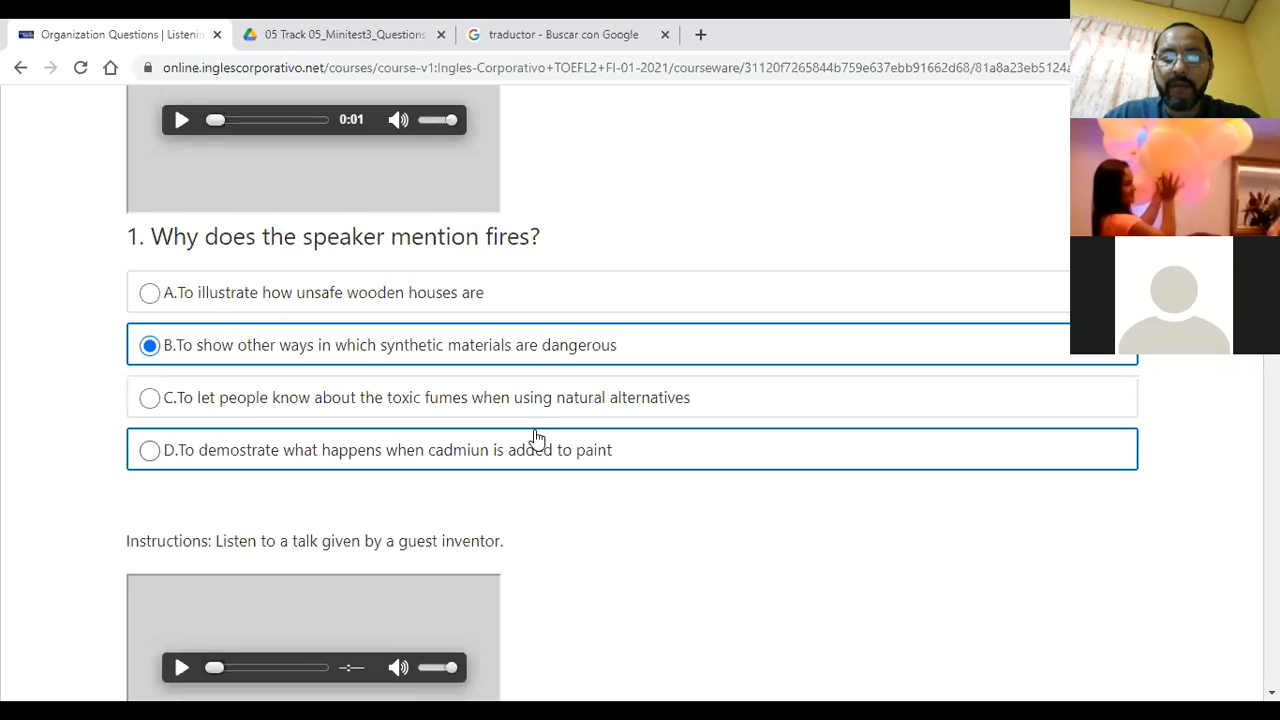 Organization Questions | Listenin
05 Track 05_Minitest3_Questions
traductor - Buscar con Google
online.inglescorporativo.net/courses/course-v1:Ingles-Corporativo+TOEFL2+FI-01-2021/courseware/31120f7265844b759e637ebb91662d68/81a8a23eb5124a
0:01
1. Why does the speaker mention fires?
A.To illustrate how unsafe wooden houses are
B.To show other ways in which synthetic materials are dangerous
C.To let people know about the toxic fumes when using natural alternatives
D.To demostrate what happens when cadmiun is added to paint
Instructions: Listen to a talk given by a guest inventor.
-:--